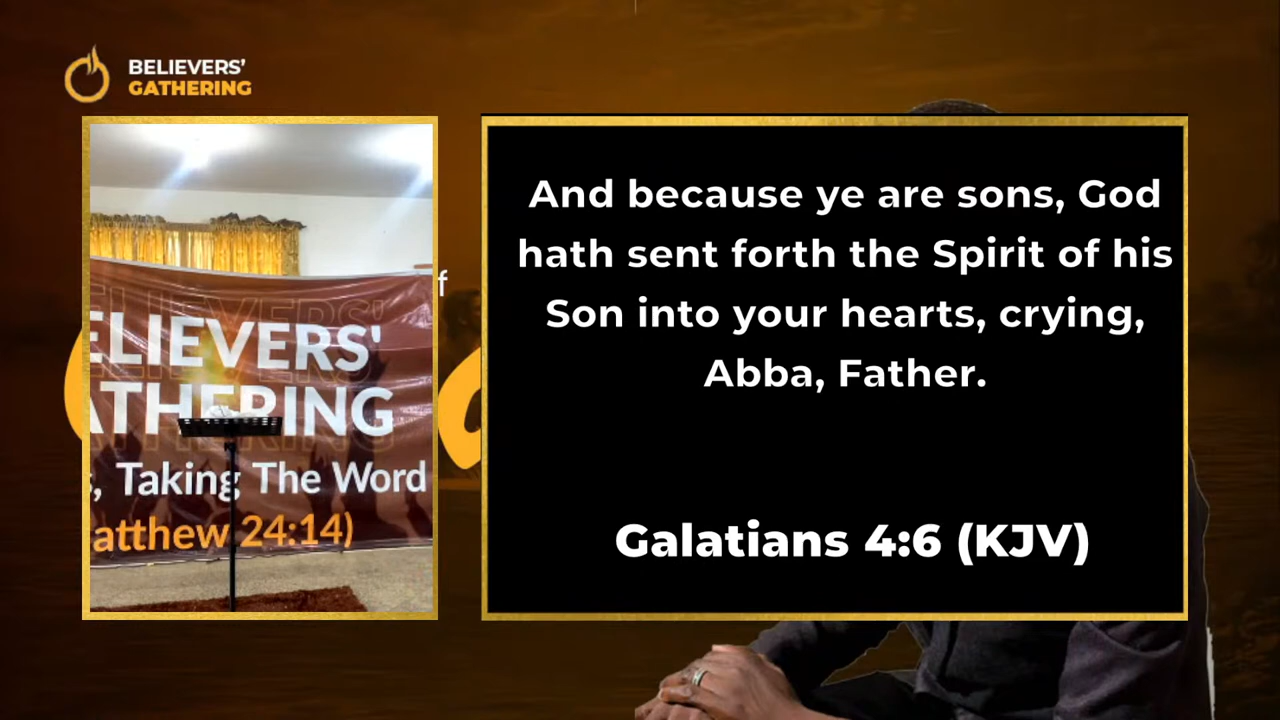 BELIEVERS'
GATHERING
f
ELIEVERS'
ATHERING
, Taking The Word
atthew 24:14)
And because ye are sons, God
hath sent forth the Spirit of his
Son into your hearts, crying,
Abba, Father.
Galatians 4:6 (KJV)